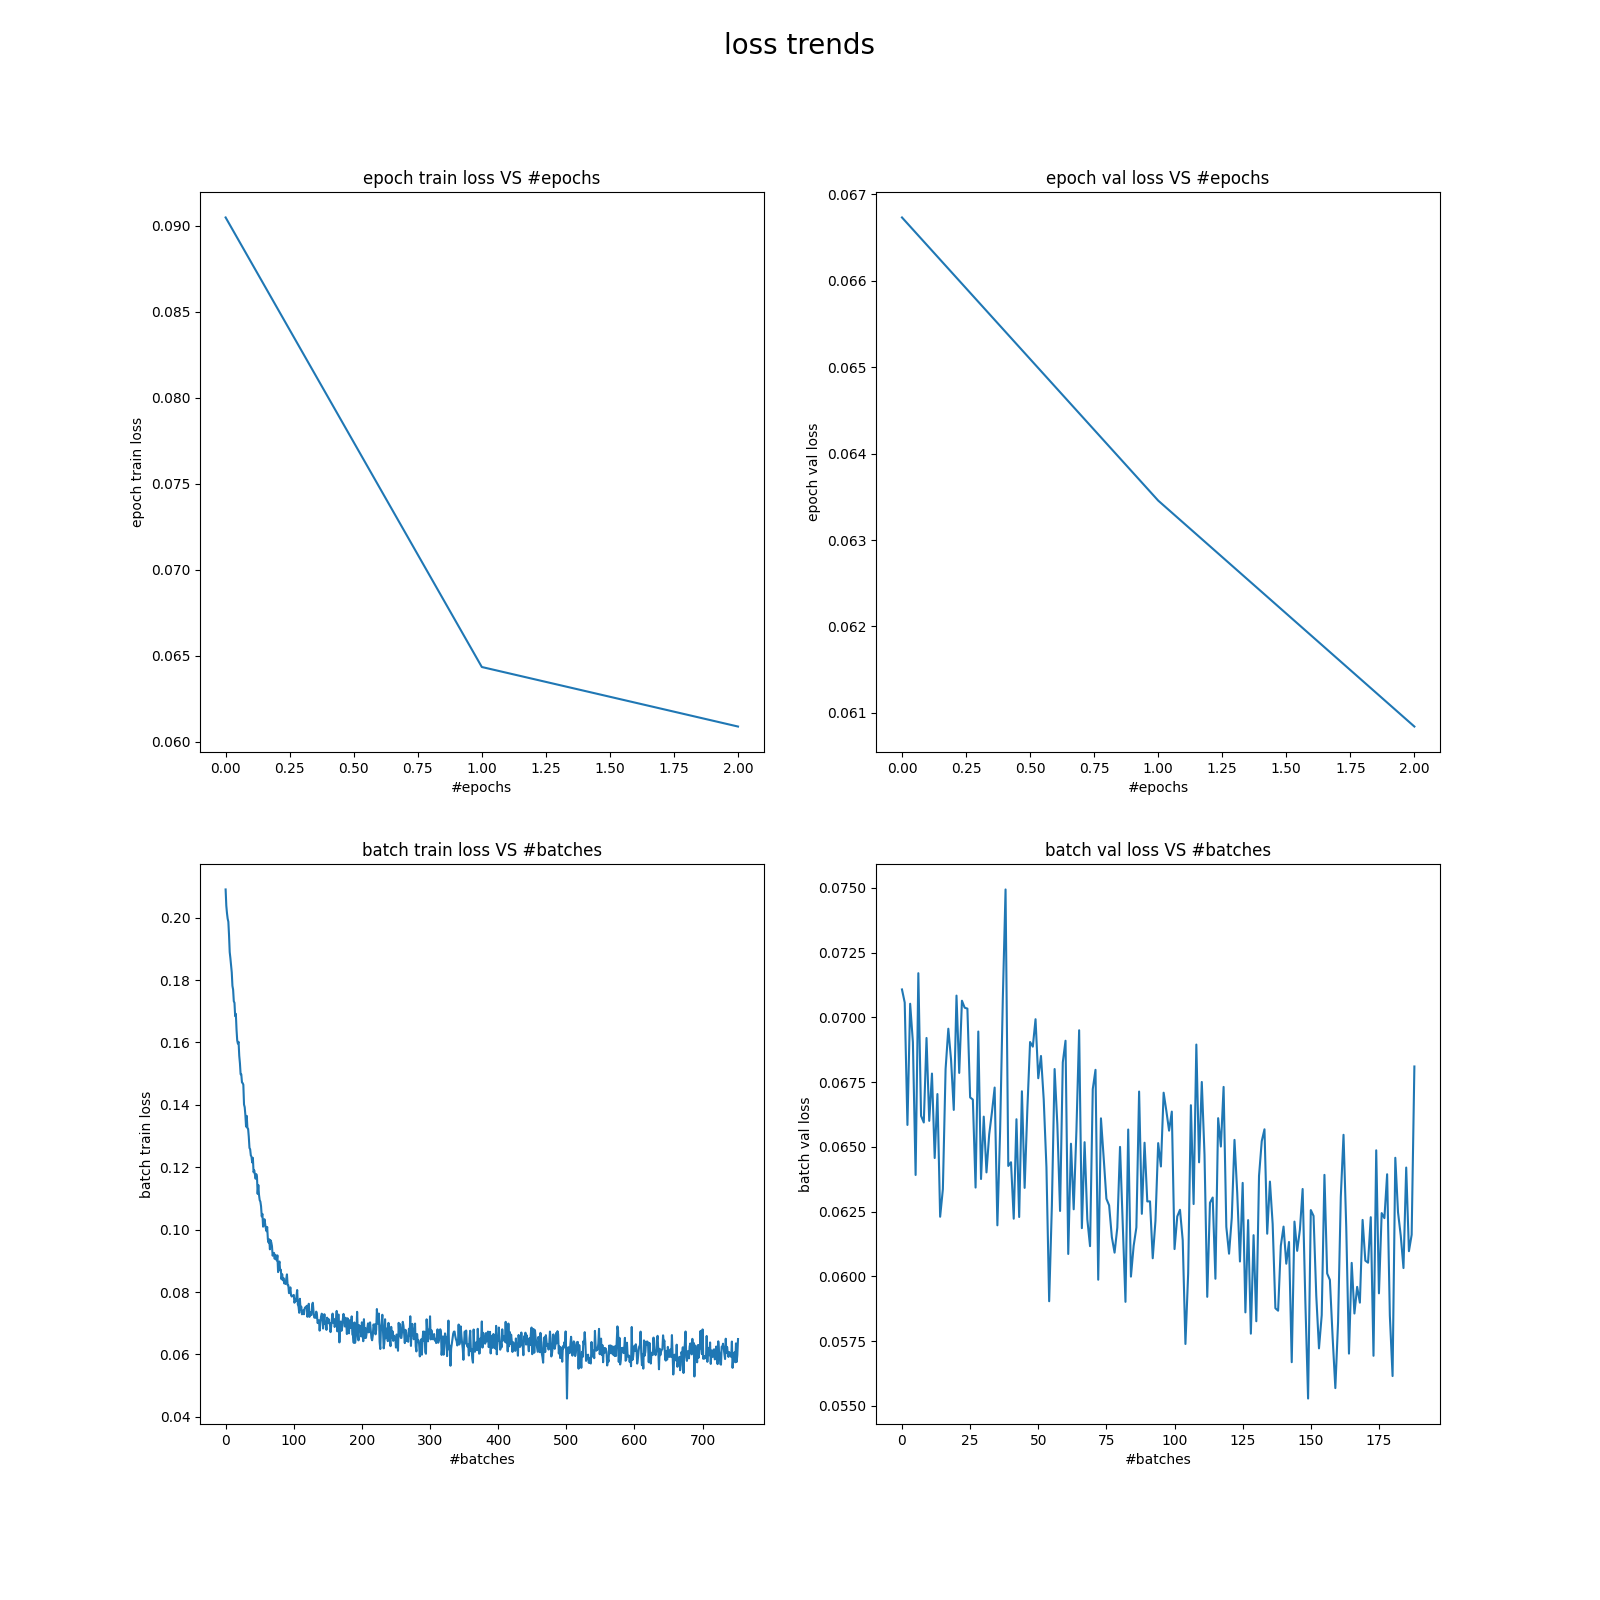 loss trends
epoch train loss VS #epochs
0.090
0.085
0.080
0.075
0.070
0.065
0.060
epoch train loss
0.00 0.25 0.50 0.75 1.00 1.25 1.50 1.75 2.00
#epochs
epoch val loss VS #epochs
0.067
0.066
0.065
0.064
0.063
0.062
0.061
epoch val loss
0.00 0.25 0.50 0.75 1.00 1.25 1.50 1.75 2.00
#epochs
batch train loss VS #batches
0.20
0.18
0.16
0.14
0.12
0.10
0.08
0.06
0.04
batch train loss
0 100 200 300 400 500 600 700
#batches
batch val loss VS #batches
0.0750
0.0725
0.0700
0.0675
0.0650
0.0625
0.0600
0.0575
0.0550
batch val loss
0 25 50 75 100 125 150 175
#batches